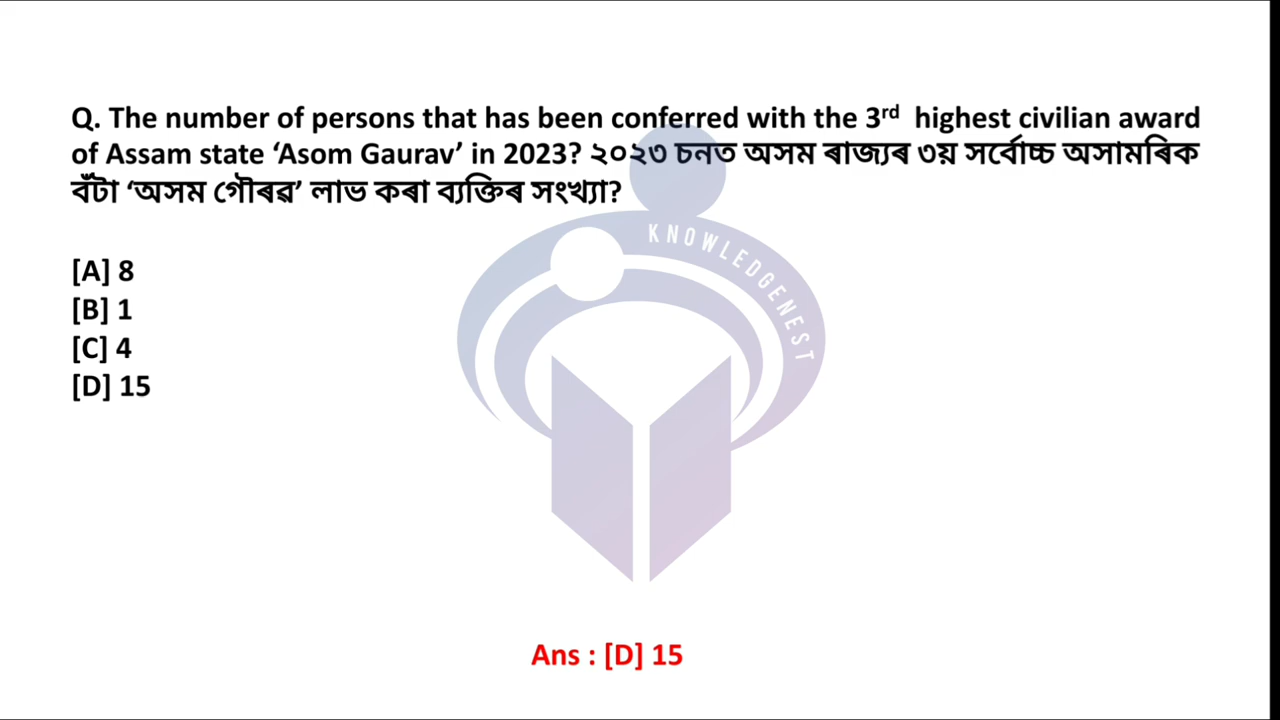 Q. The number of persons that has been conferred with the 3rd highest civilian award
of Assam state ‘Asom Gaurav’ in 2023? ২০২৩ চনত অসম ৰাজ্যৰ ৩য় সৰ্বোচ্চ অসামৰিক
বঁটা ‘অসম গৌৰৱ’ লাভ কৰা ব্যক্তিৰ সংখ্যা?
KNOWLEDGENEST
[A] 8
[B] 1
[C] 4
[D] 15
Ans : [D] 15